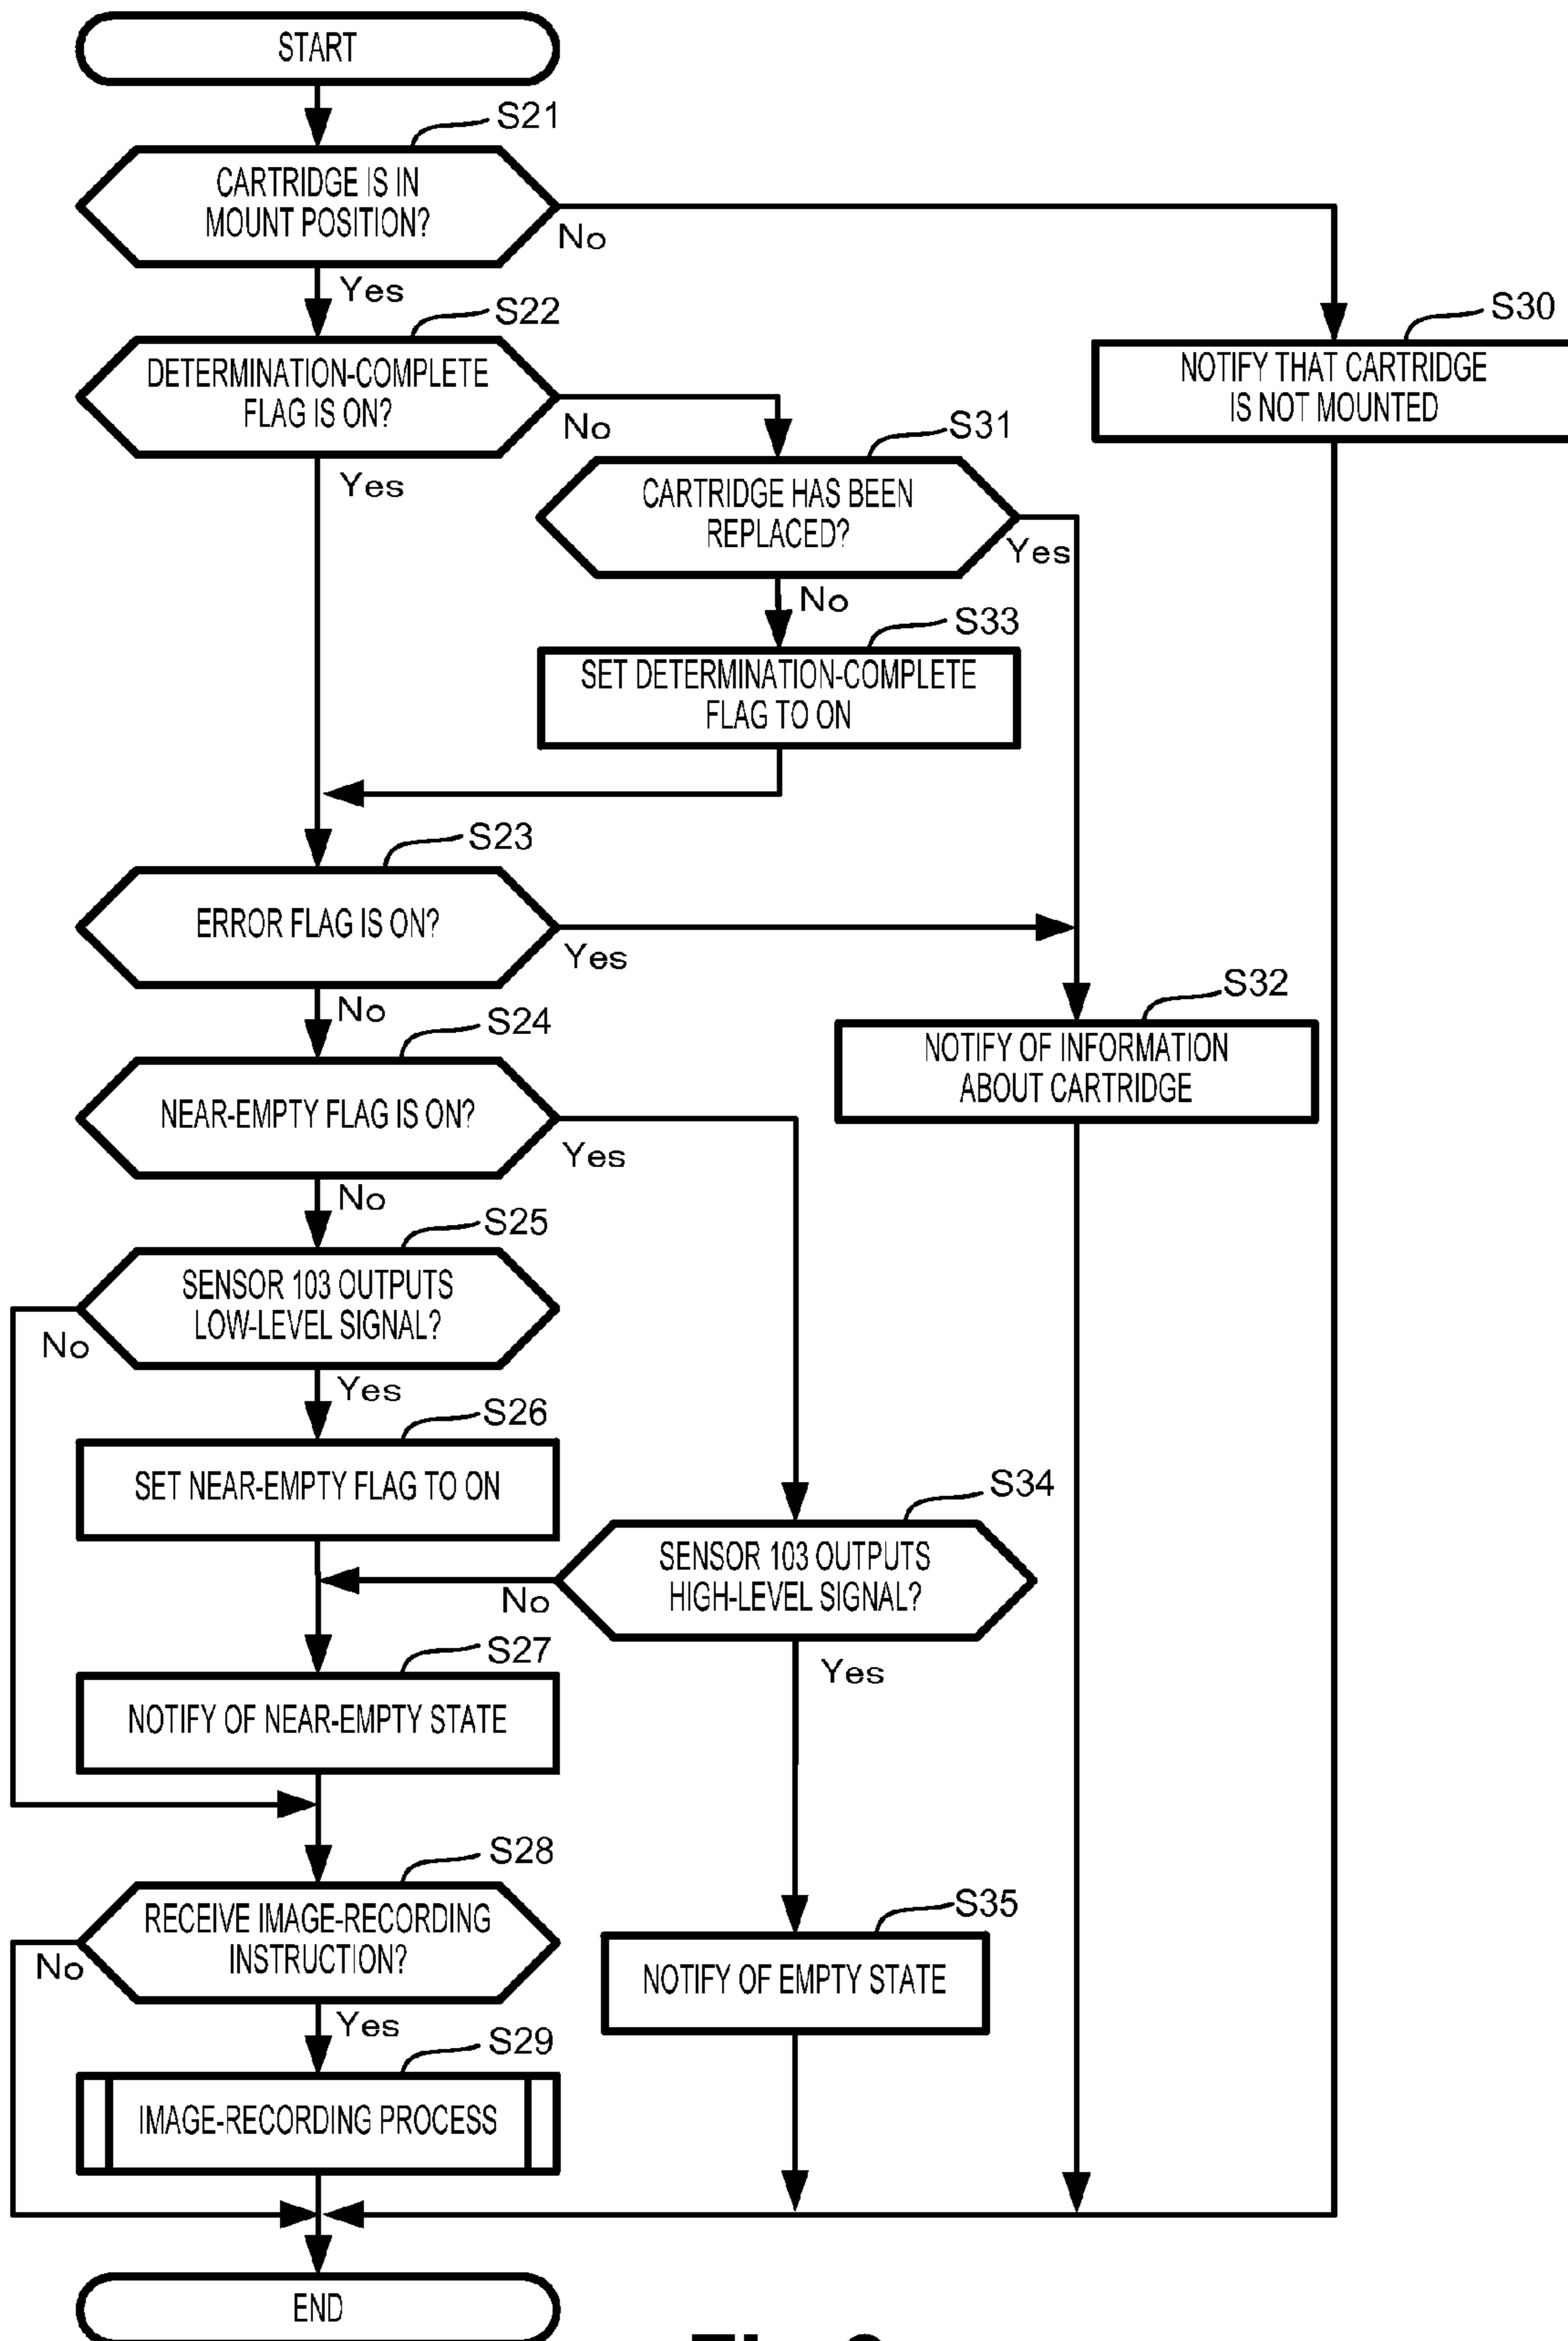 START
S21
CARTRIDGE IS IN
MOUNT POSITION?
No
Yes
S22
S30
DETERMINATION-COMPLETE
FLAG IS ON?
NOTIFY THAT CARTRIDGE
IS NOT MOUNTED
No
Yes
S31
CARTRIDGE HAS BEEN
REPLACED?
Yes
No
S33
SET DETERMINATION-COMPLETE
FLAG TO ON
S23
ERROR FLAG IS ON?
Yes
No
S32
NOTIFY OF INFORMATION
ABOUT CARTRIDGE
S24
NEAR-EMPTY FLAG IS ON?
Yes
No
S25
SENSOR 103 OUTPUTS
LOW-LEVEL SIGNAL?
No
Yes
S26
SET NEAR-EMPTY FLAG TO ON
S34
SENSOR 103 OUTPUTS
HIGH-LEVEL SIGNAL?
No
Yes
S27
NOTIFY OF NEAR-EMPTY STATE
S28
RECEIVE IMAGE-RECORDING
INSTRUCTION?
No
Yes
S35
NOTIFY OF EMPTY STATE
S29
IMAGE-RECORDING PROCESS
END